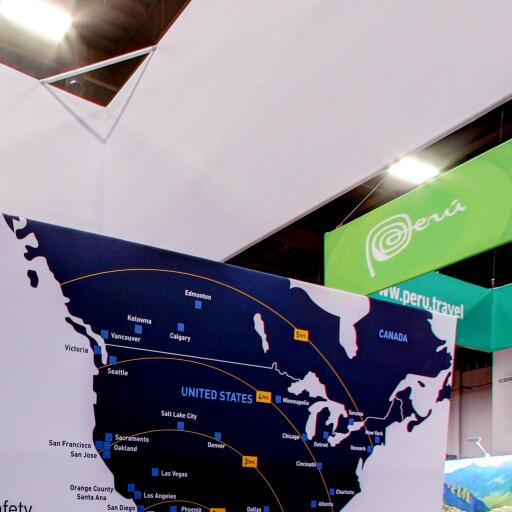 Perú
www.peru.travel
Edmonton
5hrs
CANADA
Kelowna
Vancouver
Calgary
Victoria
Seattle
UNITED STATES
4hrs
Minneapolis
Toronto
Salt Lake City
New York
Chicago
Detroit
Newark
San Francisco
Sacramento
Oakland
San Jose
Denver
3hrs
Cincinnati
Las Vegas
Orange County
Santa Ana
Los Angeles
Charlotte
San Diego
Phoenix
Dallas
Atlanta
afety